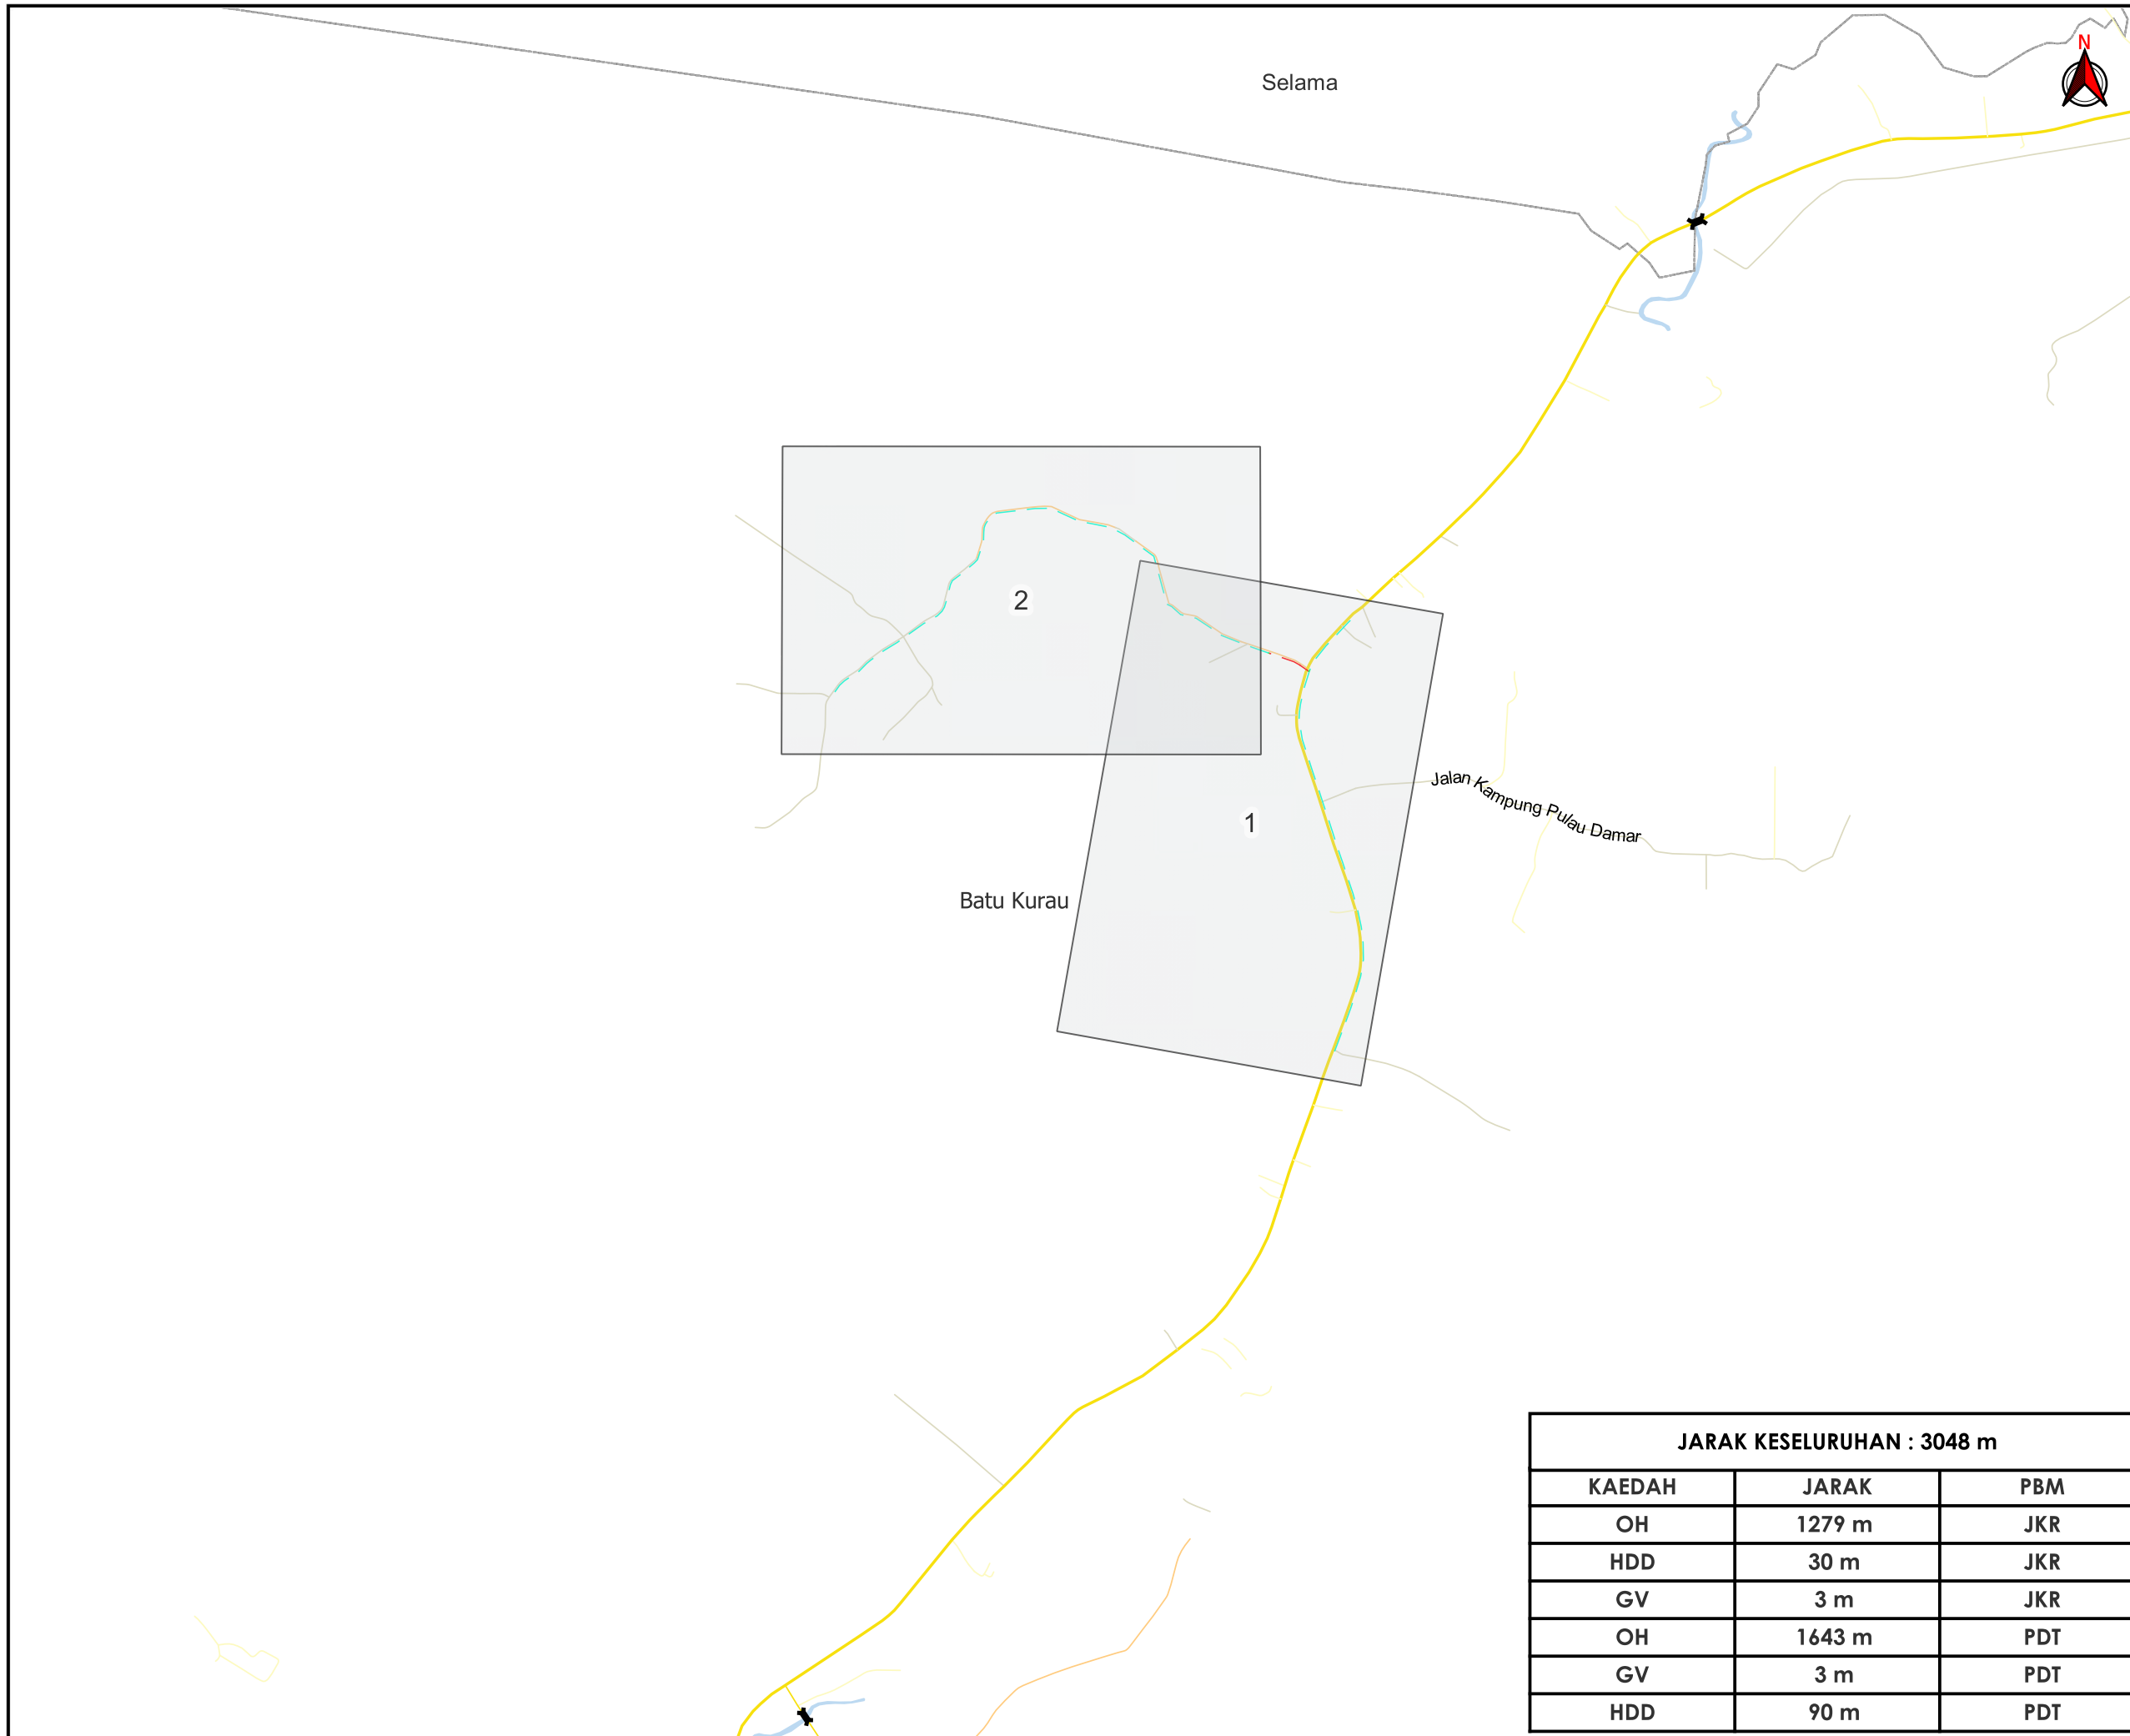 N
Selama
2
Jalan Kampung Pulau Damar
1
Batu Kurau
JARAK KESELURUHAN : 3048 m
KAEDAH JARAK PBM
OH 1279 m JKR
HDD 30 m JKR
GV 3 m JKR
OH 1643 m PDT
GV 3 m PDT
HDD 90 m PDT